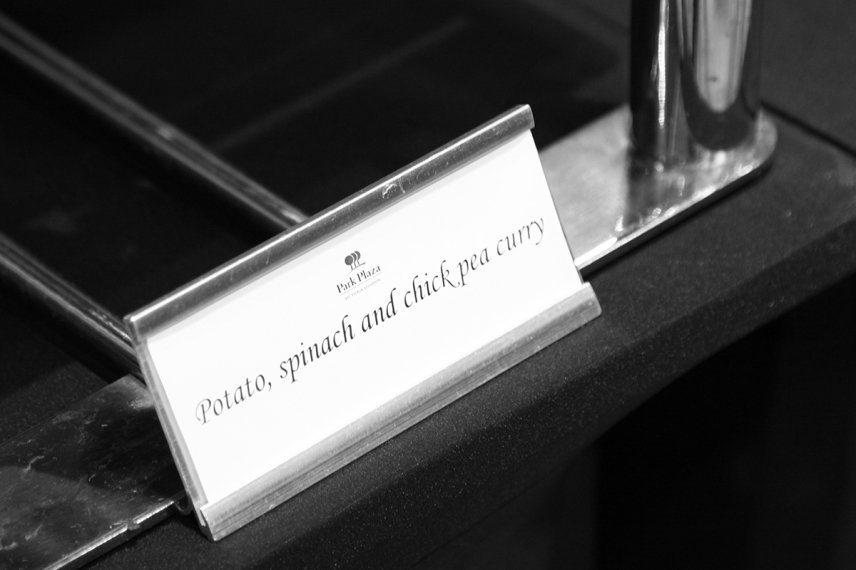 Park Plaza
Potato, spinach and chick pea curry